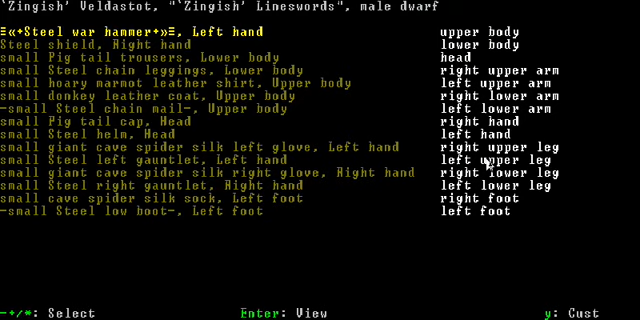 `Zingish' Veldastot, "`Zingish' Lineswords", male dwarf
≡«+Steel war hammer+»≡, Left hand upper body
Steel shield, Right hand lower body
small Pig tail trousers, Lower body head
small Steel chain leggings, Lower body right upper arm
small hoary marmot leather shirt, Upper body left upper arm
small donkey leather coat, Upper body right lower arm
-small Steel chain mail-, Upper body left lower arm
small Pig tail cap, Head right hand
small Steel helm, Head left hand
small giant cave spider silk left glove, Left hand right upper leg
small Steel left gauntlet, Left hand left upper leg
small giant cave spider silk right glove, Right hand right lower leg
small Steel right gauntlet, Right hand left lower leg
small cave spider silk sock, Left foot right foot
-small Steel low boot-, Left foot left foot
-+/*: Select Enter: View y: Cust